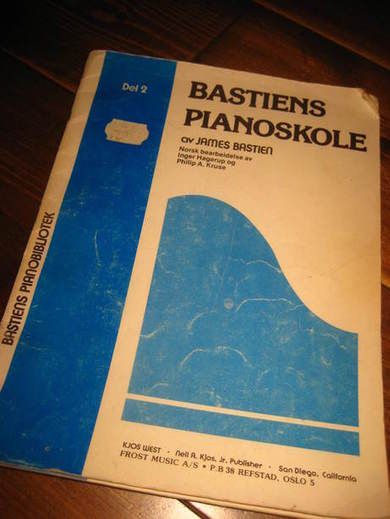 Del 2
BASTIENS
PIANOSKOLE
av JAMES BASTIEN
Norsk bearbeidelse av
Inger Hagerup og
Philip A. Kruse
BASTIENS PIANOBIBLIOTEK
KJOS WEST · Neil A. Kjos, Jr. Publisher · San Diego, California
FROST MUSIC A/S • P.B 38 REFSTAD, OSLO 5